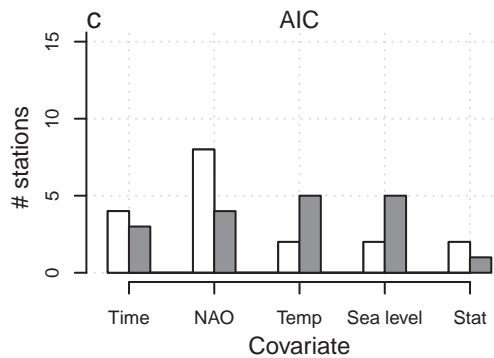 c AIC
15
10
5
0
# stations
Time NAO Temp Sea level Stat
Covariate